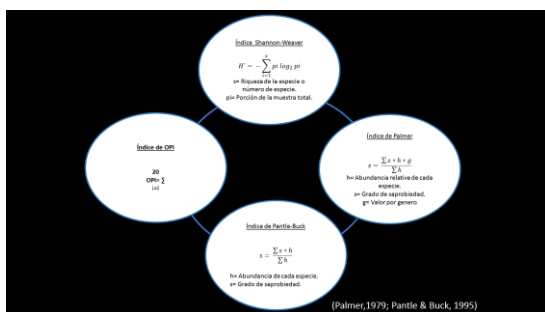 Índice Shannon-Weaver
H' = −∑ pi log₂ pi
s
i=1
s= Riqueza de la especie o
número de especie.
pi= Porción de la muestra total.
Índice de OPI
20
OPI= ∑
Índice de Palmer
s = ∑ s * h * g / ∑ h
h= Abundancia relativa de cada
especie.
s= Grado de saprobiedad.
g= Valor por genero
Índice de Pantle-Buck
s = ∑ s * h / ∑ h
h= Abundancia de cada especie.
s= Grado de saprobiedad.
(Palmer,1979; Pantle & Buck, 1995)